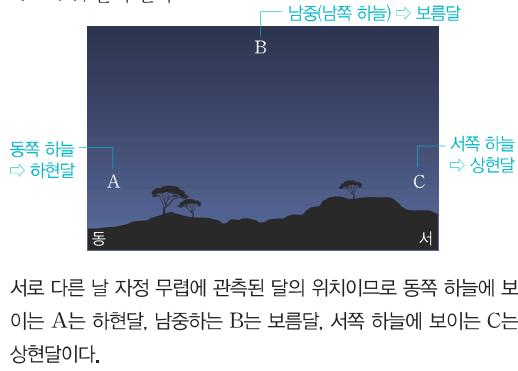 남중(남쪽 하늘) ⇨ 보름달
B
동쪽 하늘
⇨ 하현달
A
서쪽 하늘
⇨ 상현달
C
동
서
서로 다른 날 자정 무렵에 관측된 달의 위치이므로 동쪽 하늘에 보
이는 A는 하현달, 남중하는 B는 보름달, 서쪽 하늘에 보이는 C는
상현달이다.